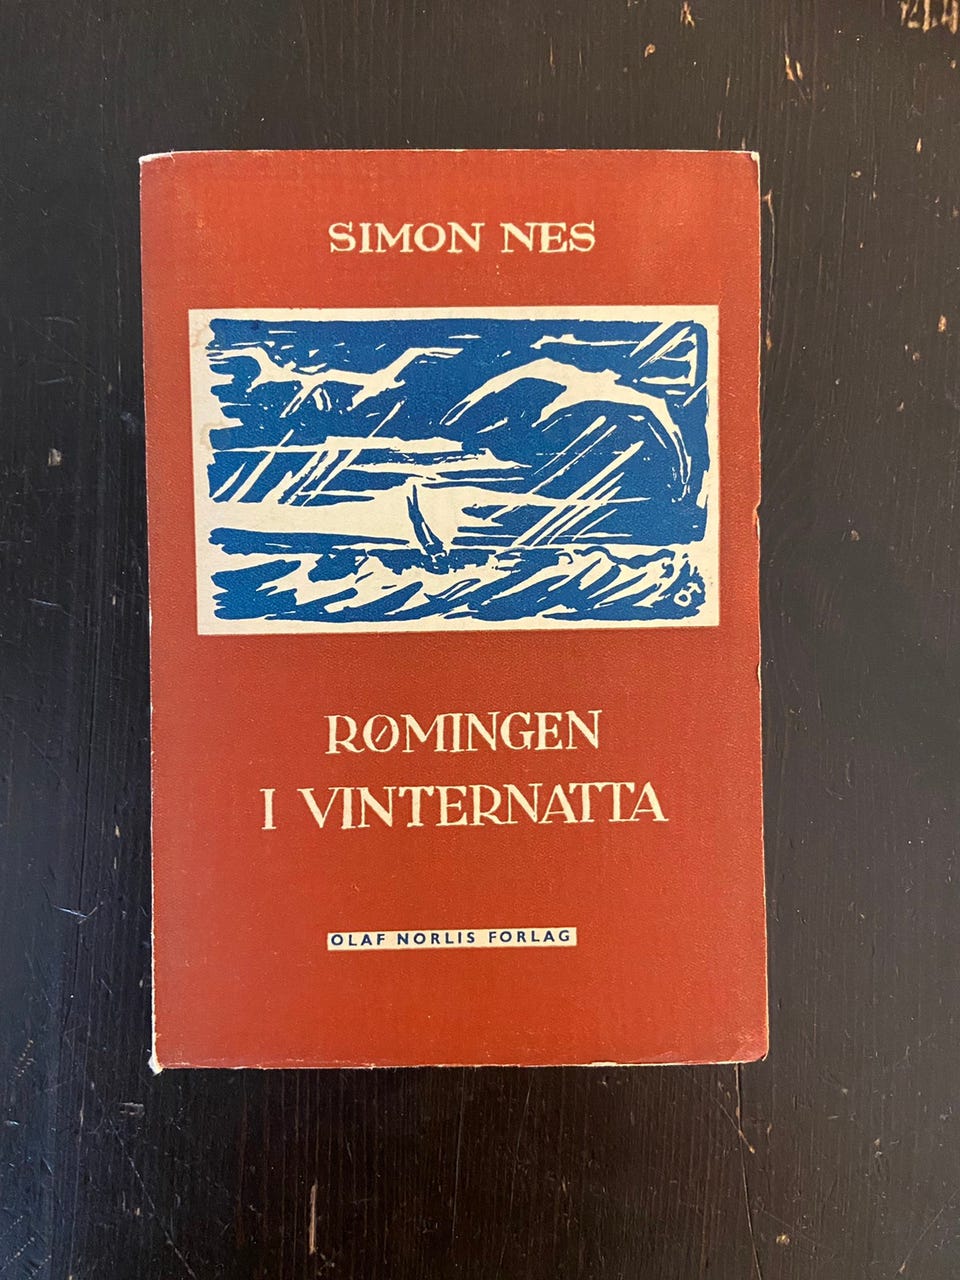 SIMON NES
RØMINGEN
I VINTERNATTA
OLAF NORLIS FORLAG